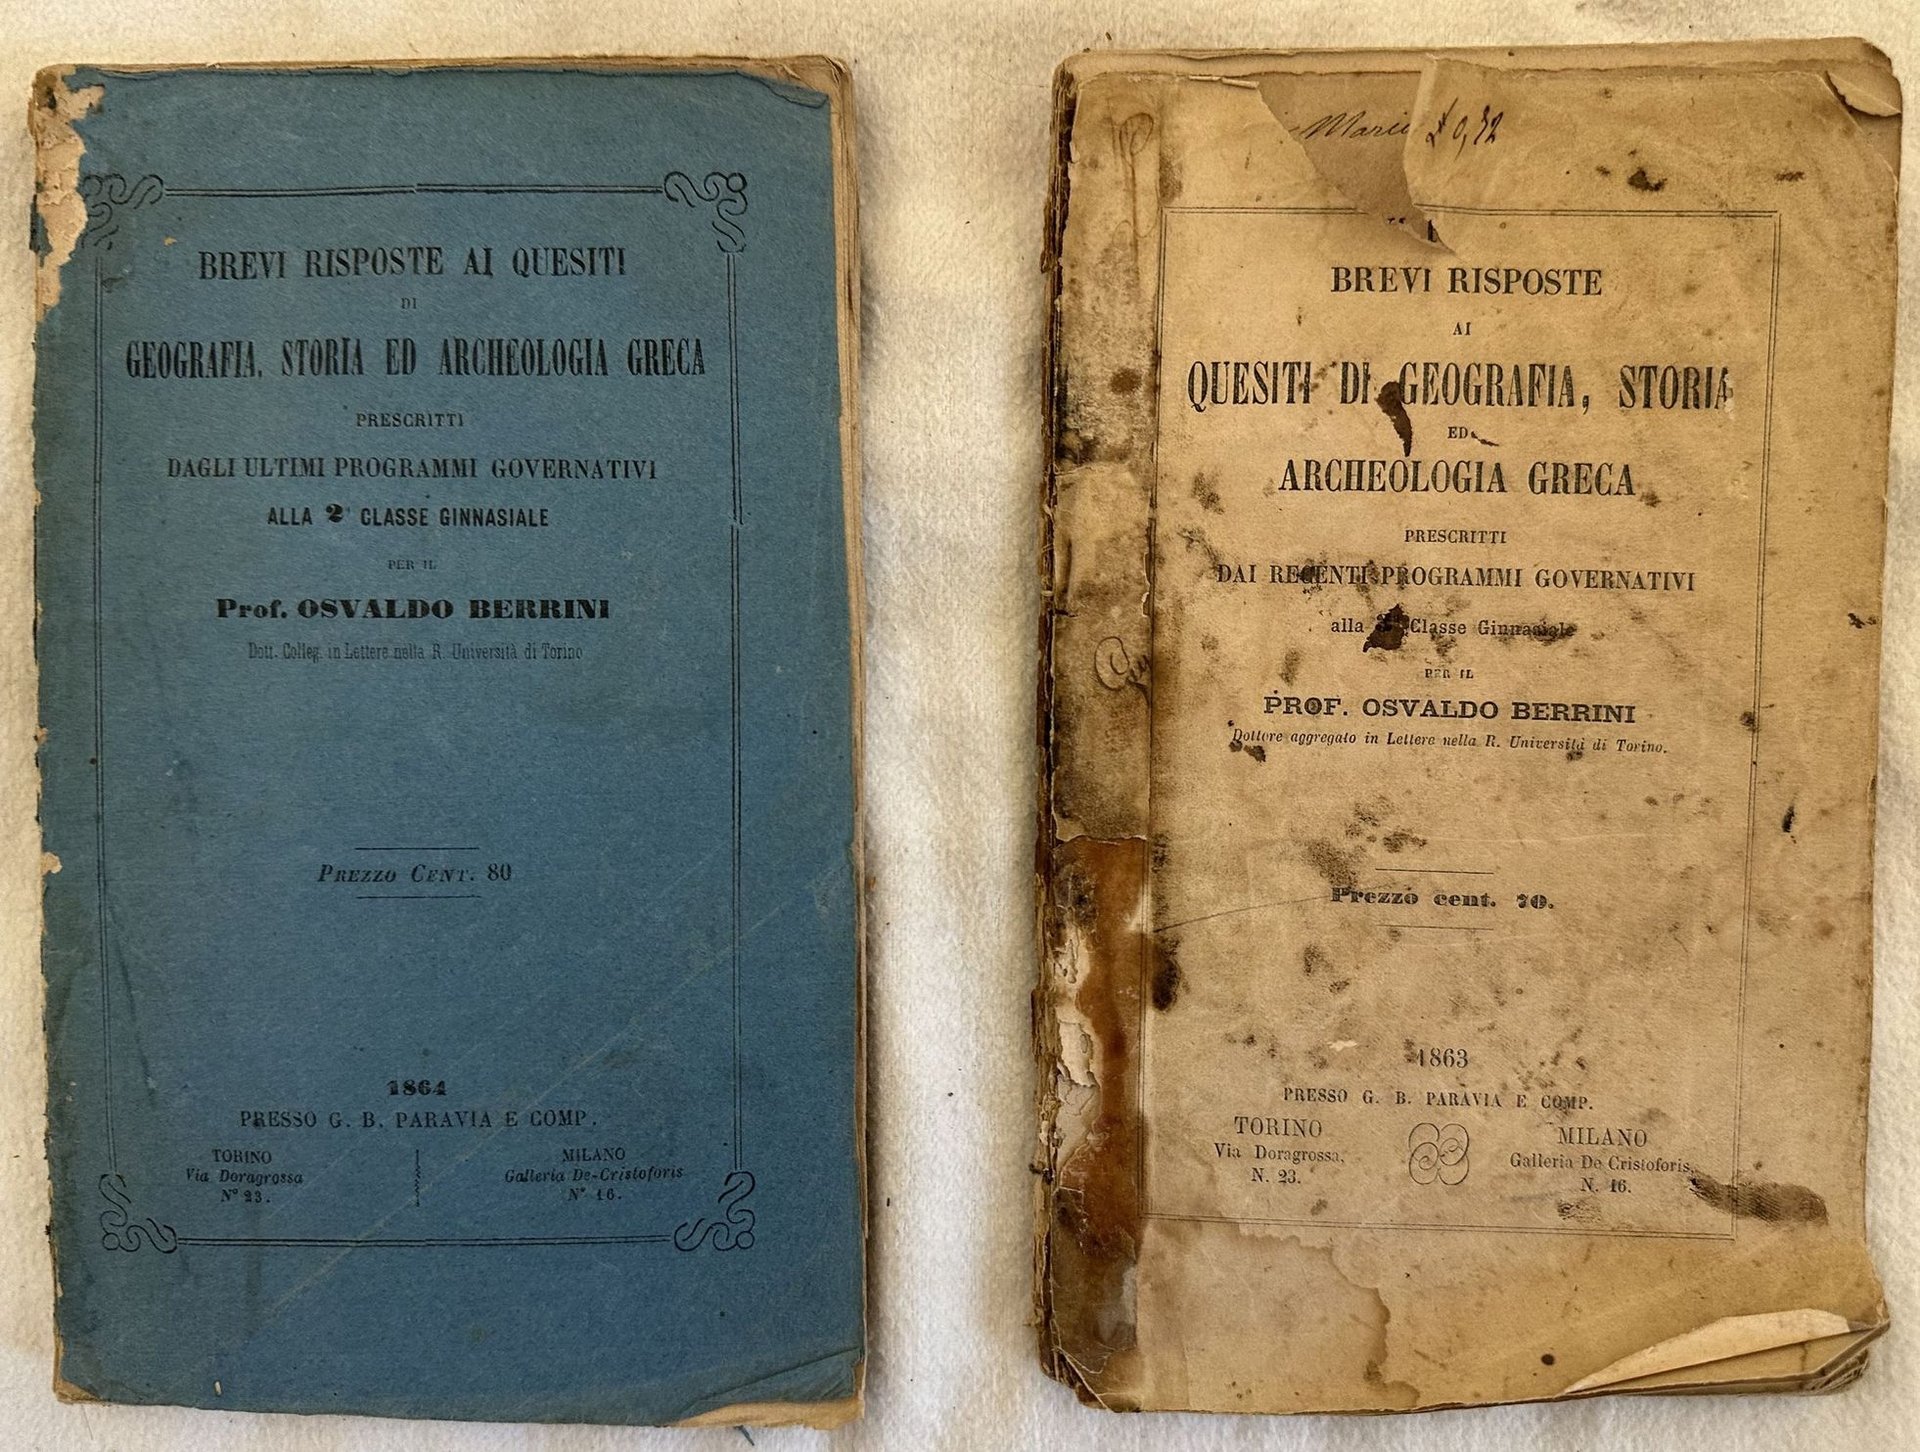 BREVI RISPOSTE AI QUESITI
DI
GEOGRAFIA, STORIA ED ARCHEOLOGIA GRECA
PRESCRITTI
DAGLI ULTIMI PROGRAMMI GOVERNATIVI
ALLA 2ª CLASSE GINNASIALE
PER IL
Prof. OSVALDO BERRINI
Dott. Colleg. in Lettere nella R. Università di Torino
PREZZO CENT. 80
1864
PRESSO G. B. PARAVIA E COMP.
TORINO
Via Doragrossa
N° 23.
MILANO
Galleria De-Cristoforis
N° 16.
Maria
0,72
BREVI RISPOSTE
AI
QUESITI DI GEOGRAFIA, STORIA
ED
ARCHEOLOGIA GRECA
PRESCRITTI
DAI RECENTI PROGRAMMI GOVERNATIVI
alla Classe Ginnasiale
PER IL
PROF. OSVALDO BERRINI
Dottore aggregato in Lettere nella R. Università di Torino.
Prezzo cent. 70.
1863
PRESSO G. B. PARAVIA E COMP.
TORINO
Via Doragrossa,
N. 23.
MILANO
Galleria De Cristoforis,
N. 16.